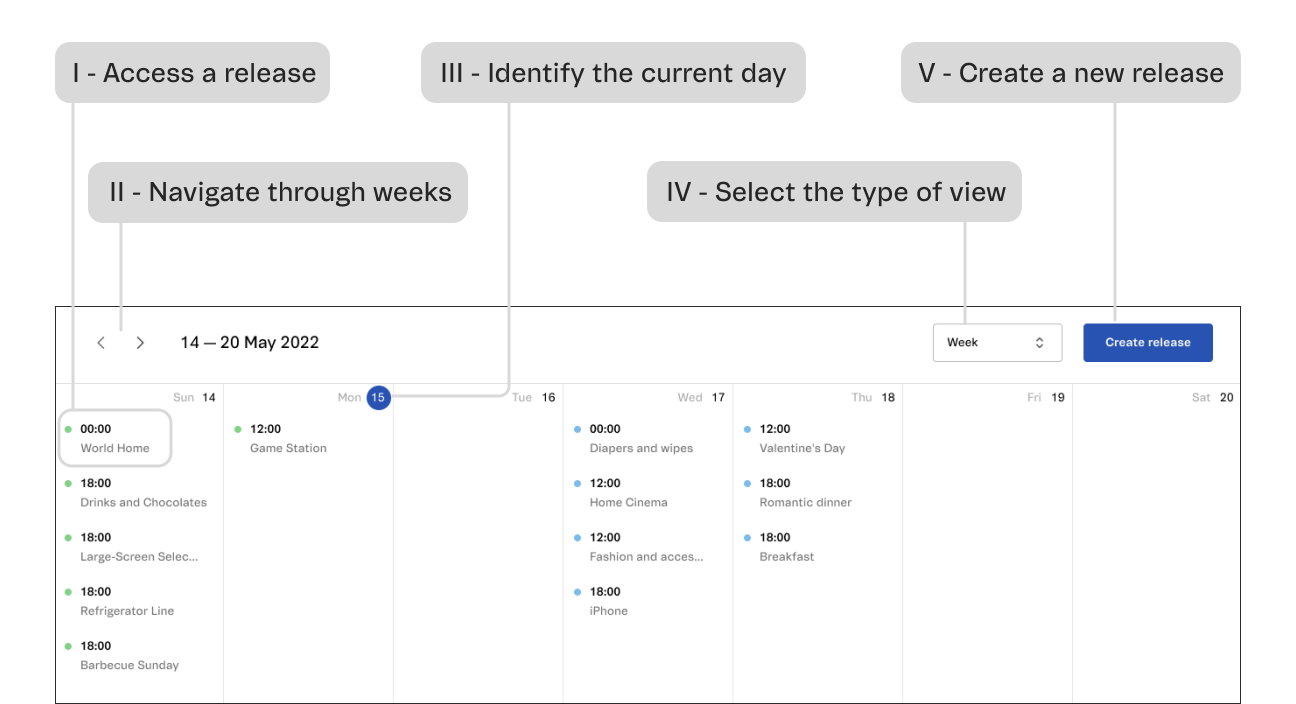 I - Access a release
III - Identify the current day
V - Create a new release
II - Navigate through weeks
IV - Select the type of view
14 — 20 May 2022
Week
Create release
Sun 14
Mon 15
Tue 16
Wed 17
Thu 18
Fri 19
Sat 20
00:00
World Home
18:00
Drinks and Chocolates
18:00
Large-Screen Selec...
18:00
Refrigerator Line
18:00
Barbecue Sunday
12:00
Game Station
00:00
Diapers and wipes
12:00
Home Cinema
12:00
Fashion and acces...
18:00
iPhone
12:00
Valentine's Day
18:00
Romantic dinner
18:00
Breakfast